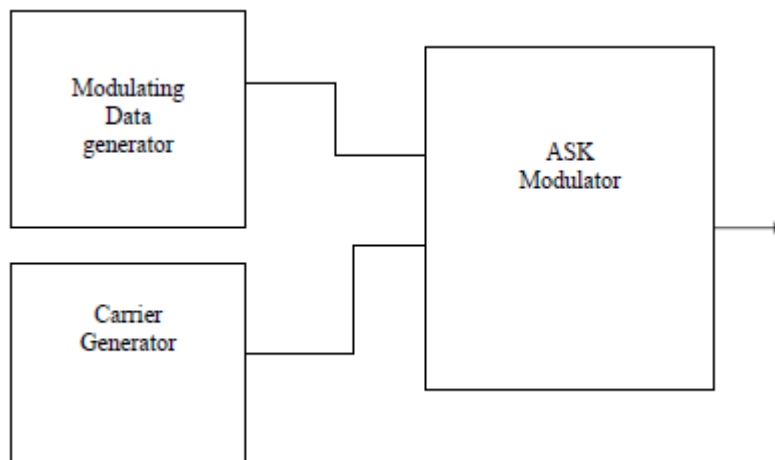 Modulating
Data
generator
ASK
Modulator
Carrier
Generator